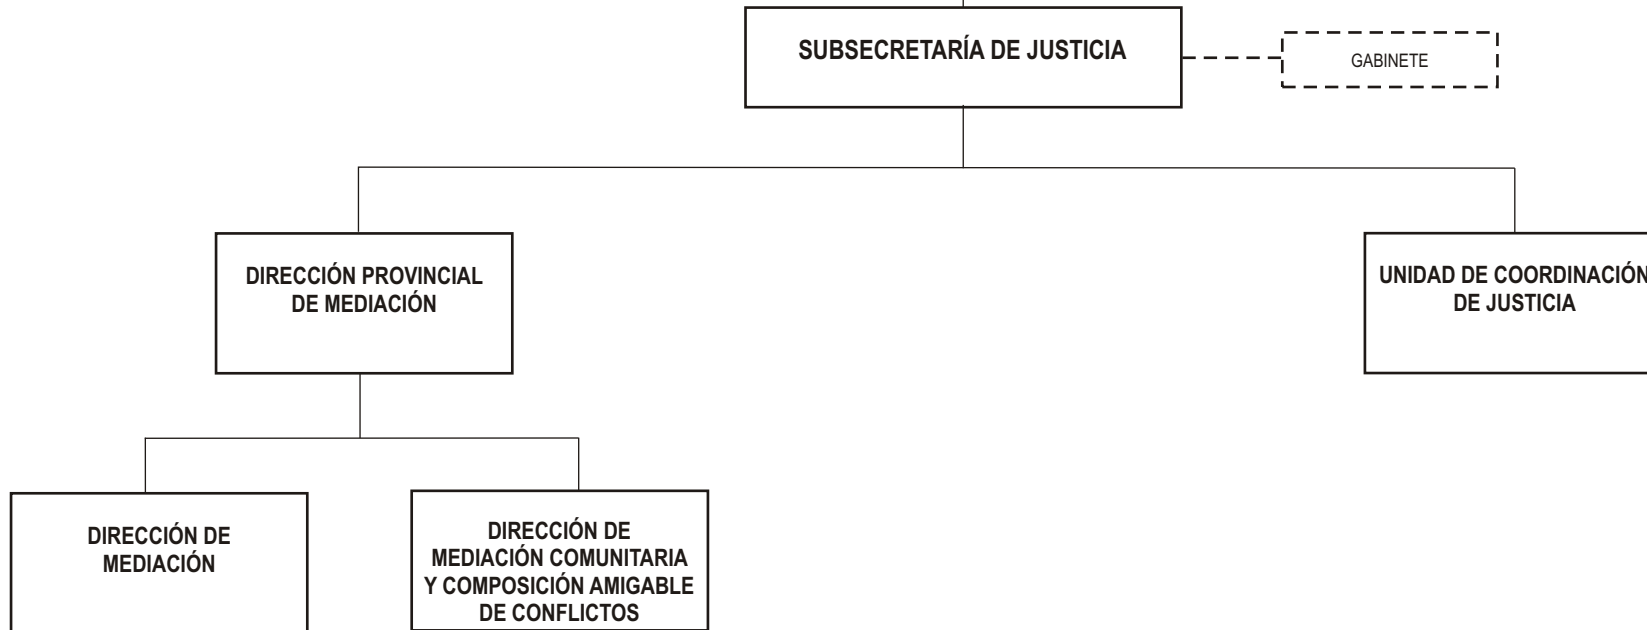 SUBSECRETARÍA DE JUSTICIA
GABINETE
DIRECCIÓN PROVINCIAL
DE MEDIACIÓN
UNIDAD DE COORDINACIÓN
DE JUSTICIA
DIRECCIÓN DE
MEDIACIÓN
DIRECCIÓN DE
MEDIACIÓN COMUNITARIA
Y COMPOSICIÓN AMIGABLE
DE CONFLICTOS